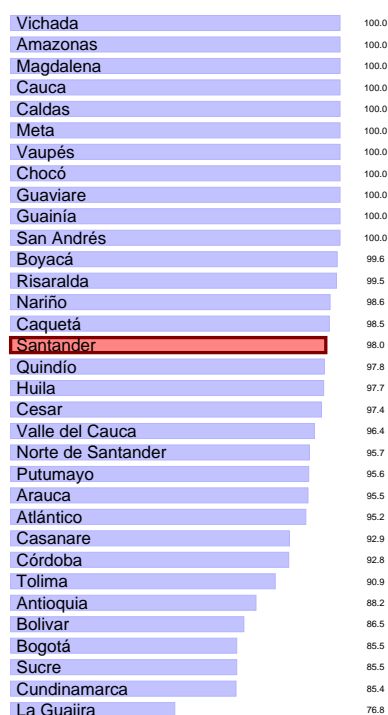 Vichada 100.0
Amazonas 100.0
Magdalena 100.0
Cauca 100.0
Caldas 100.0
Meta 100.0
Vaupés 100.0
Chocó 100.0
Guaviare 100.0
Guainía 100.0
San Andrés 100.0
Boyacá 99.6
Risaralda 99.5
Nariño 98.6
Caquetá 98.5
Santander 98.0
Quindío 97.8
Huila 97.7
Cesar 97.4
Valle del Cauca 96.4
Norte de Santander 95.7
Putumayo 95.6
Arauca 95.5
Atlántico 95.2
Casanare 92.9
Córdoba 92.8
Tolima 90.9
Antioquia 88.2
Bolivar 86.5
Bogotá 85.5
Sucre 85.5
Cundinamarca 85.4
La Guajira 76.8